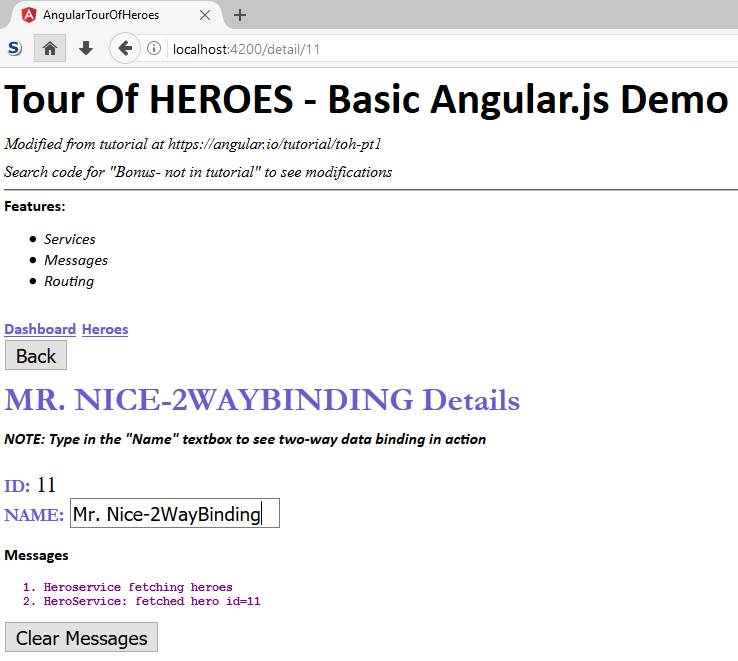 AngularTourOfHeroes
S
localhost:4200/detail/11
Tour Of HEROES - Basic Angular.js Demo
Modified from tutorial at https://angular.io/tutorial/toh-pt1
Search code for "Bonus- not in tutorial" to see modifications
Features:
Services
Messages
Routing
Dashboard Heroes
Back
MR. NICE-2WAYBINDING Details
NOTE: Type in the "Name" textbox to see two-way data binding in action
ID: 11
NAME: Mr. Nice-2WayBinding
Messages
1. Heroservice fetching heroes
2. HeroService: fetched hero id=11
Clear Messages